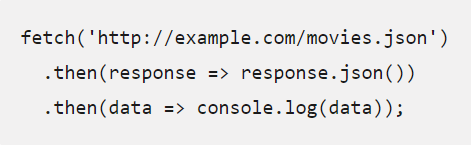 fetch('http://example.com/movies.json')
  .then(response => response.json())
  .then(data => console.log(data));